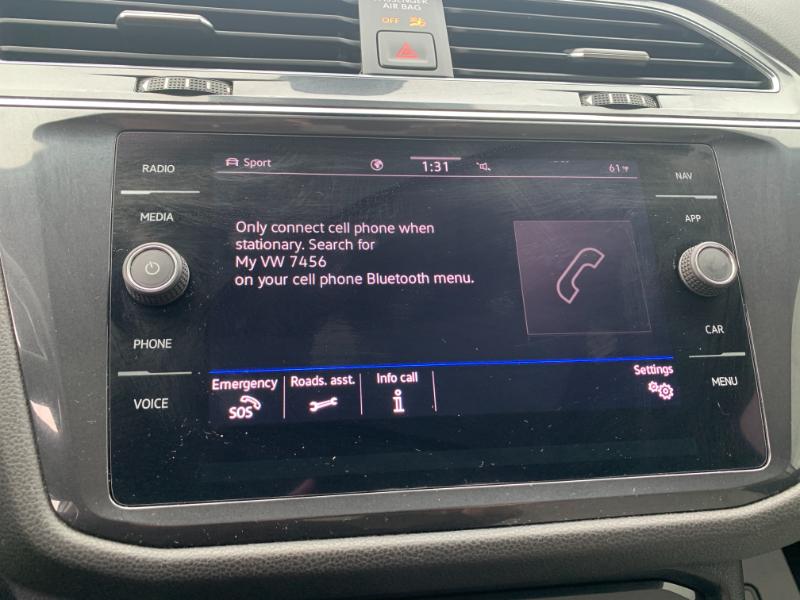 PASSENGER
AIR BAG
OFF
RADIO
MEDIA
PHONE
VOICE
Sport
1:31
61°F
Only connect cell phone when
stationary. Search for
My VW 7456
on your cell phone Bluetooth menu.
Emergency
SOS
Roads. asst.
Info call
i
Settings
NAV
APP
CAR
MENU